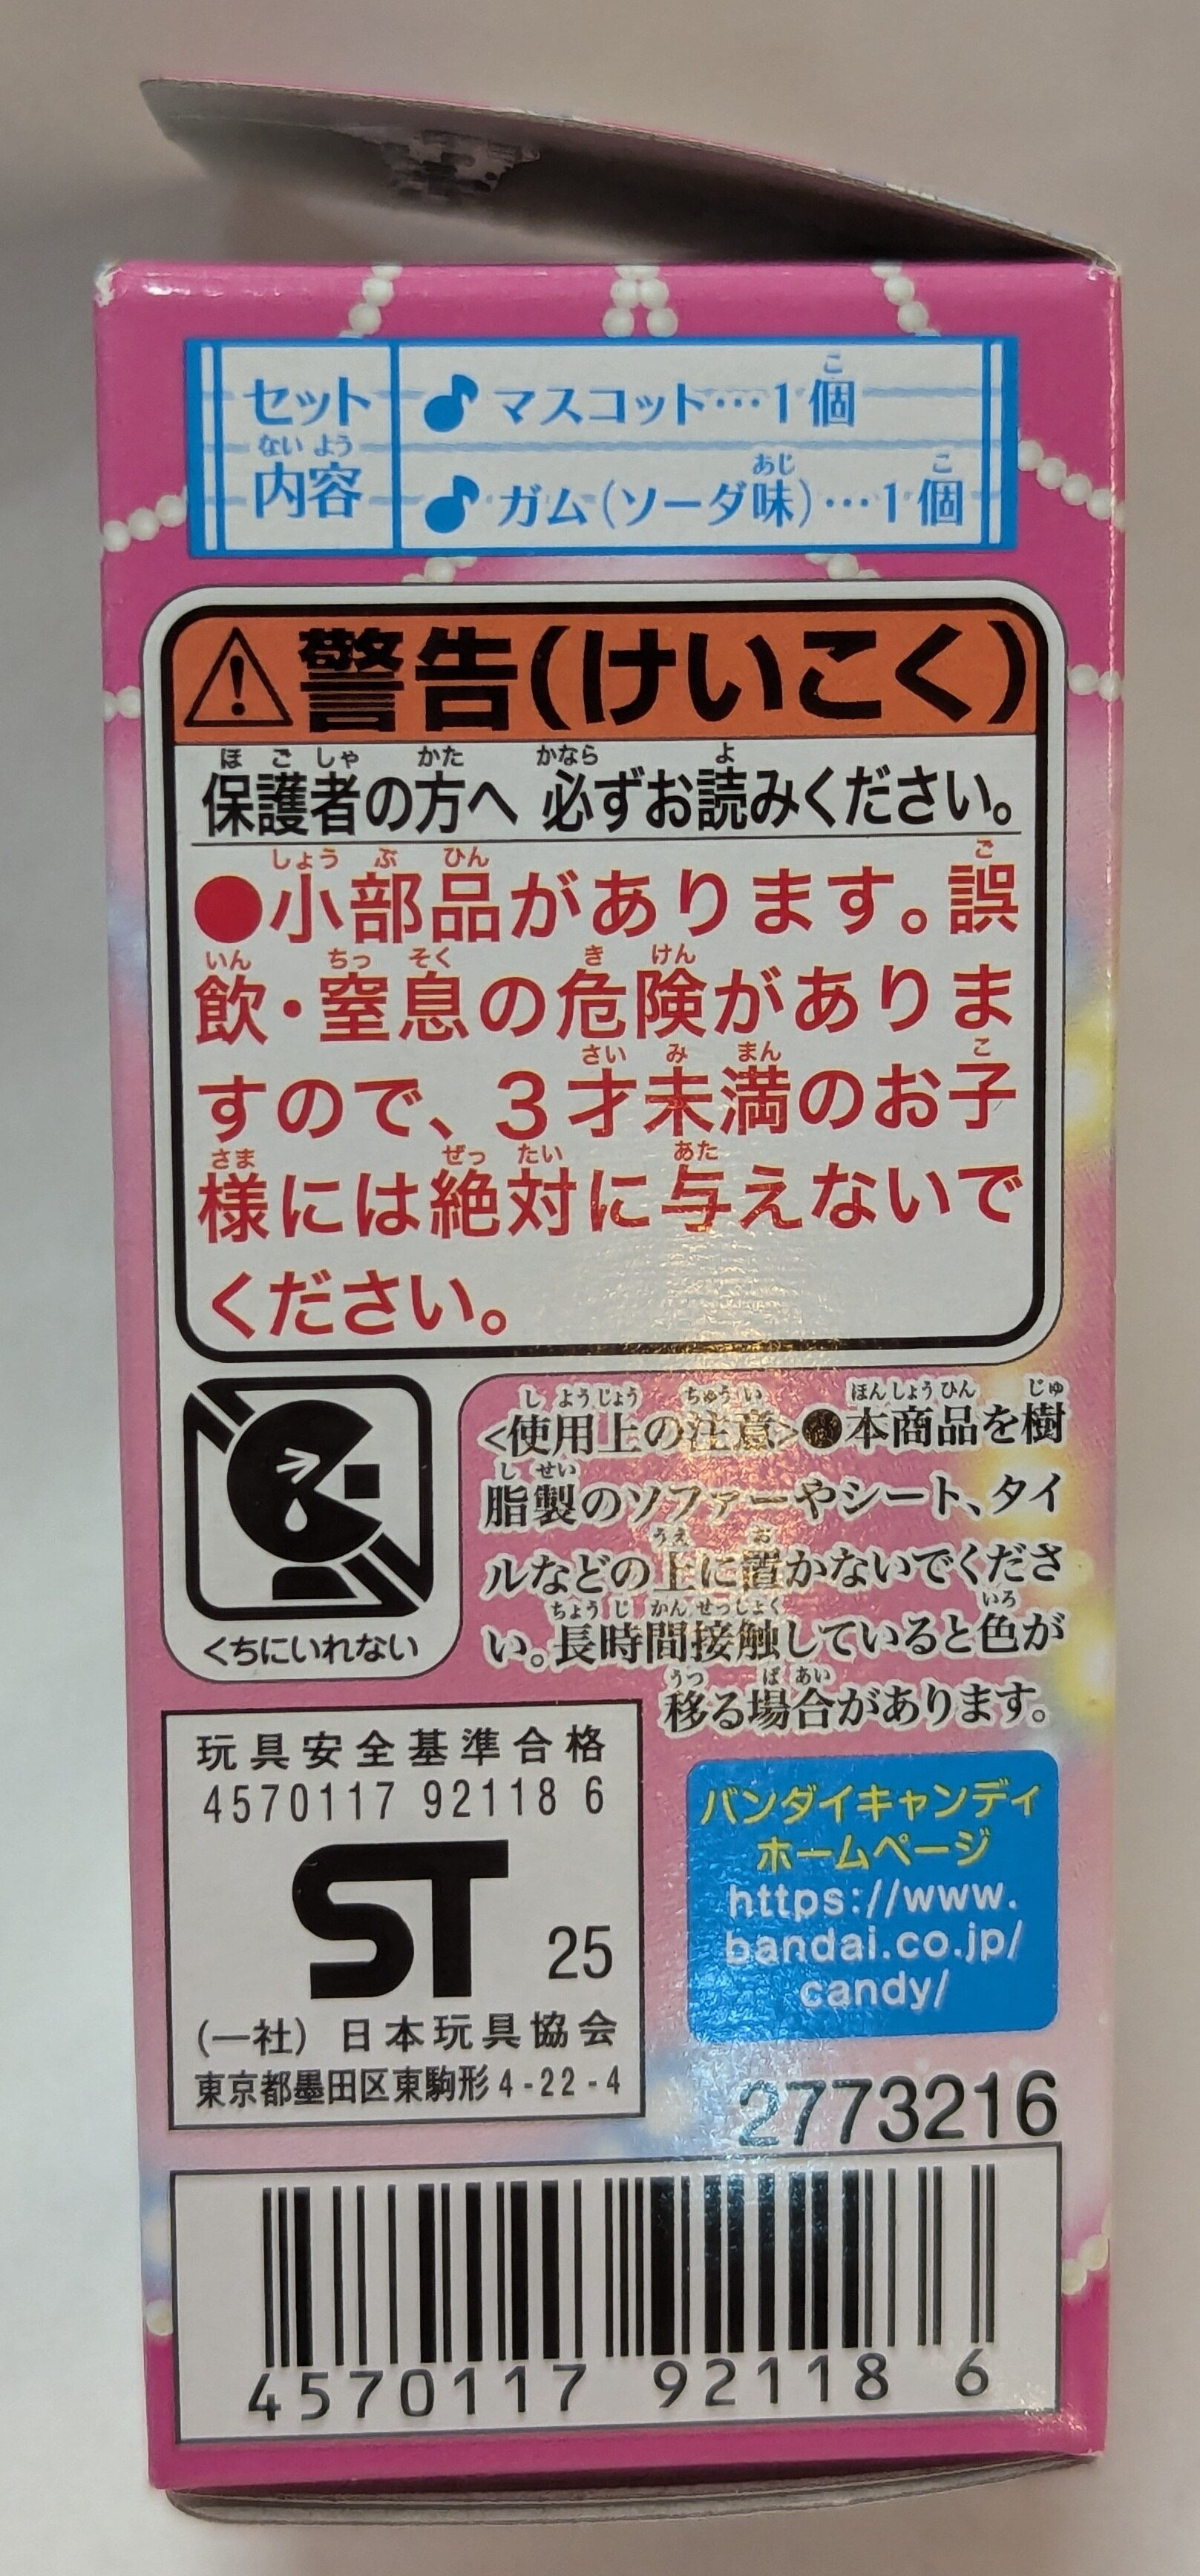 セット
内容
ない よう
マスコット…1個
こ
ガム（ソーダ味）…1個
あじ こ
警告（けいこく）
ほ ご しゃ かた かなら よ
保護者の方へ 必ずお読みください。
しょう ぶ ひん ご
●小部品があります。誤
いん ちっ そく き けん
飲・窒息の危険がありま
さい み まん こ
すので、3才未満のお子
さま ぜっ たい あた
様には絶対に与えないで
ください。
くちにいれない
し よう じょう ちゅう い ほん しょう ひん じゅ
<使用上の注意>●本商品を樹
し せい
脂製のソファーやシート、タイ
うえ お
ルなどの上に置かないでくださ
ちょう じ かん せっ しょく いろ
い。長時間接触していると色が
うつ ば あい
移る場合があります。
玩具安全基準合格
4570117 92118 6
ST 25
(一社) 日本玩具協会
東京都墨田区東駒形4-22-4
バンダイキャンディ
ホームページ
https://www.
bandai.co.jp/
candy/
2773216
4570117 92118 6